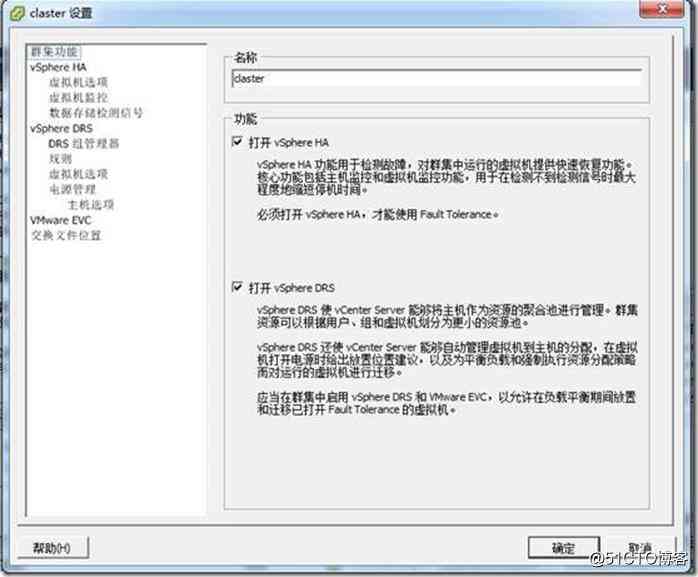 claster 设置
群集功能
vSphere HA
虚拟机选项
虚拟机监控
数据存储检测信号
vSphere DRS
DRS 组管理器
规则
虚拟机选项
电源管理
主机选项
VMware EVC
交换文件位置
名称
claster
功能
打开 vSphere HA
vSphere HA 功能用于检测故障，对群集中运行的虚拟机提供快速恢复功能。
核心功能包括主机监控和虚拟机监控功能，用于在检测不到检测信号时最大
程度地缩短停机时间。
必须打开 vSphere HA，才能使用 Fault Tolerance。
打开 vSphere DRS
vSphere DRS 使 vCenter Server 能够将主机作为资源的聚合池进行管理。群集
资源可以根据用户、组和虚拟机划分为更小的资源池。
vSphere DRS 还使 vCenter Server 能够自动管理虚拟机到主机的分配，在虚拟
机打开电源时给出放置位置建议，以及为平衡负载和强制执行资源分配策略
而对运行的虚拟机进行迁移。
应当在群集中启用 vSphere DRS 和 VMware EVC，以允许在负载平衡期间放置
和迁移已打开 Fault Tolerance 的虚拟机。
帮助(H)
确定
取消
@51CTO博客